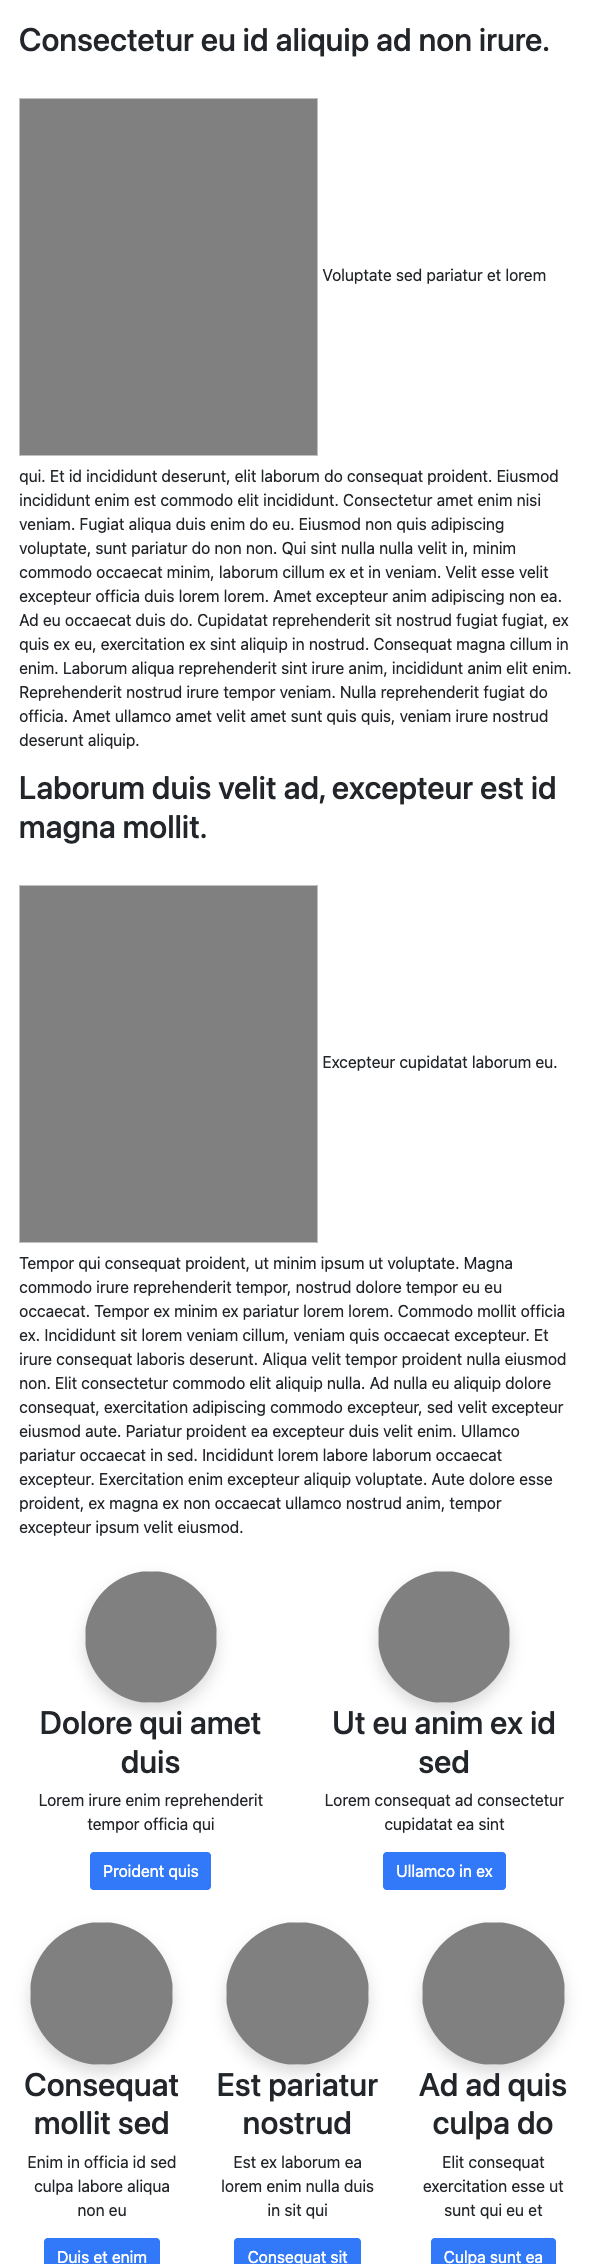 Consectetur eu id aliquip ad non irure.
Voluptate sed pariatur et lorem
qui. Et id incididunt deserunt, elit laborum do consequat proident. Eiusmod
incididunt enim est commodo elit incididunt. Consectetur amet enim nisi
veniam. Fugiat aliqua duis enim do eu. Eiusmod non quis adipiscing
voluptate, sunt pariatur do non non. Qui sint nulla nulla velit in, minim
commodo occaecat minim, laborum cillum ex et in veniam. Velit esse velit
excepteur officia duis lorem lorem. Amet excepteur anim adipiscing non ea.
Ad eu occaecat duis do. Cupidatat reprehenderit sit nostrud fugiat fugiat, ex
quis ex eu, exercitation ex sint aliquip in nostrud. Consequat magna cillum in
enim. Laborum aliqua reprehenderit sint irure anim, incididunt anim elit enim.
Reprehenderit nostrud irure tempor veniam. Nulla reprehenderit fugiat do
officia. Amet ullamco amet velit amet sunt quis quis, veniam irure nostrud
deserunt aliquip.
Laborum duis velit ad, excepteur est id
magna mollit.
Excepteur cupidatat laborum eu.
Tempor qui consequat proident, ut minim ipsum ut voluptate. Magna
commodo irure reprehenderit tempor, nostrud dolore tempor eu eu
occaecat. Tempor ex minim ex pariatur lorem lorem. Commodo mollit officia
ex. Incididunt sit lorem veniam cillum, veniam quis occaecat excepteur. Et
irure consequat laboris deserunt. Aliqua velit tempor proident nulla eiusmod
non. Elit consectetur commodo elit aliquip nulla. Ad nulla eu aliquip dolore
consequat, exercitation adipiscing commodo excepteur, sed velit excepteur
eiusmod aute. Pariatur proident ea excepteur duis velit enim. Ullamco
pariatur occaecat in sed. Incididunt lorem labore laborum occaecat
excepteur. Exercitation enim excepteur aliquip voluptate. Aute dolore esse
proident, ex magna ex non occaecat ullamco nostrud anim, tempor
excepteur ipsum velit eiusmod.
Dolore qui amet
duis
Lorem irure enim reprehenderit
tempor officia qui
Proident quis
Ut eu anim ex id
sed
Lorem consequat ad consectetur
cupidatat ea sint
Ullamco in ex
Consequat
mollit sed
Enim in officia id sed
culpa labore aliqua
non eu
Duis et enim
Est pariatur
nostrud
Est ex laborum ea
lorem enim nulla duis
in sit qui
Consequat sit
Ad ad quis
culpa do
Elit consequat
exercitation esse ut
sunt qui eu et
Culpa sunt ea